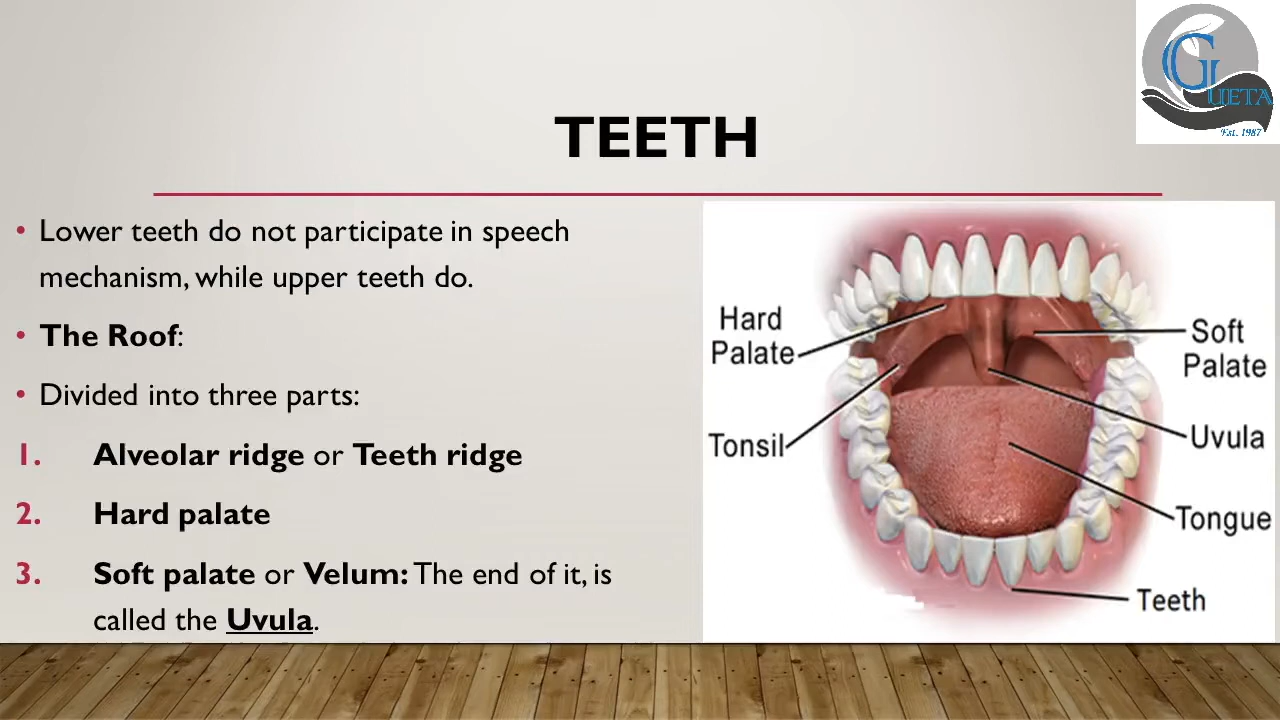 TEETH
• Lower teeth do not participate in speech
mechanism, while upper teeth do.
• The Roof:
• Divided into three parts:
1. Alveolar ridge or Teeth ridge
2. Hard palate
3. Soft palate or Velum: The end of it, is
called the Uvula.
Hard
Palate
Tonsil
Soft
Palate
Uvula
Tongue
Teeth
GUETA
Est. 1987